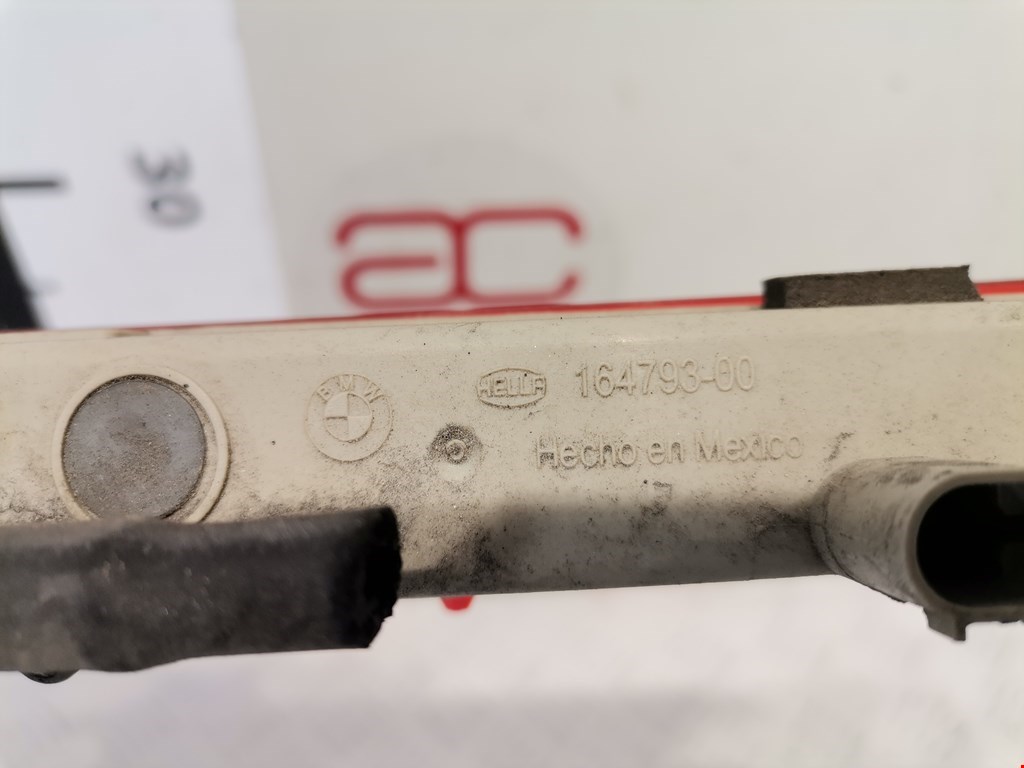 30
ac
BMW
HELLA 164793-00
Hecho en Mexico